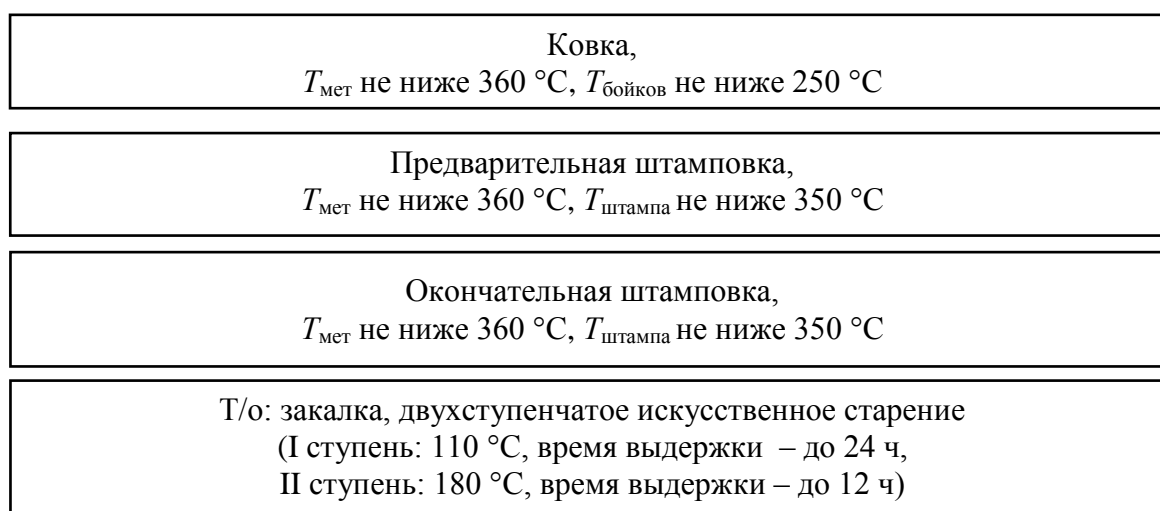 Ковка,
Tмет не ниже 360 °C, Tбойков не ниже 250 °C
Предварительная штамповка,
Tмет не ниже 360 °C, Tштампа не ниже 350 °C
Окончательная штамповка,
Tмет не ниже 360 °C, Tштампа не ниже 350 °C
Т/о: закалка, двухступенчатое искусственное старение
(I ступень: 110 °C, время выдержки – до 24 ч,
II ступень: 180 °C, время выдержки – до 12 ч)